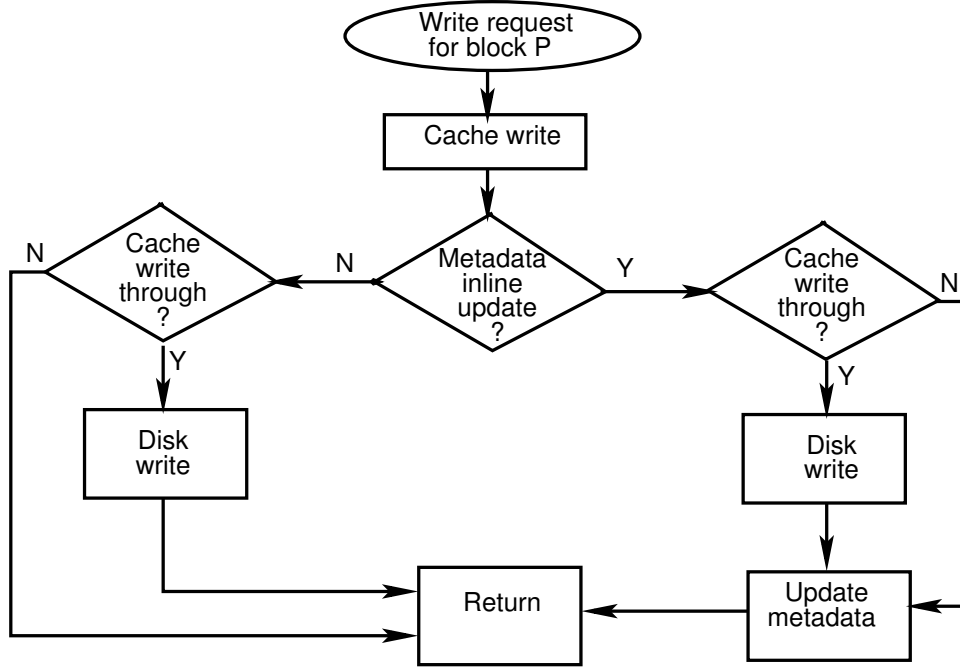 Write request
for block P
Cache write
N
Cache
write
through
?
N
Metadata
inline
update
?
Y
Cache
write
through
?
N
Y
Y
Disk
write
Disk
write
Return
Update
metadata